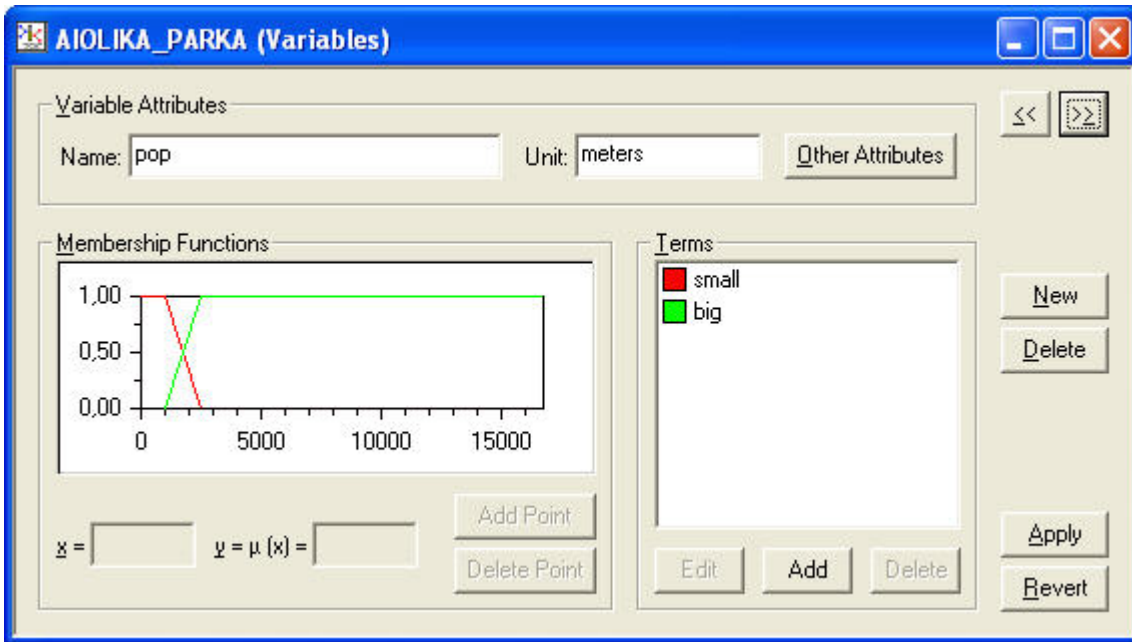 AIOLIKA_PARKA (Variables)
Variable Attributes
<< >>
Name: pop Unit: meters Other Attributes
Membership Functions
Terms
1,00
0,50
0,00
0 5000 10000 15000
small
big
New
Delete
x = y = μ (x) =
Add Point
Delete Point
Edit Add Delete
Apply
Revert